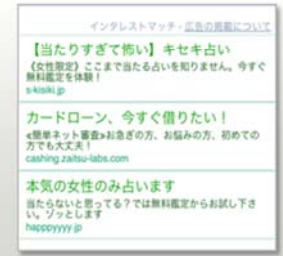 インタレストマッチ - 広告の掲載について
【当たりすぎて怖い】キセキ占い
《女性限定》ここまで当たる占いを知りません。今すぐ
無料鑑定を体験！
s-kisiki.jp
カードローン、今すぐ借りたい！
≪簡単ネット審査≫お急ぎの方、お悩みの方、初めての
方でも大丈夫！
cashing.zaitsu-labs.com
本気の女性のみ占います
当たらないと思ってる？では無料鑑定からお試し下さ
い。ゾッとします
happpyyyy.jp